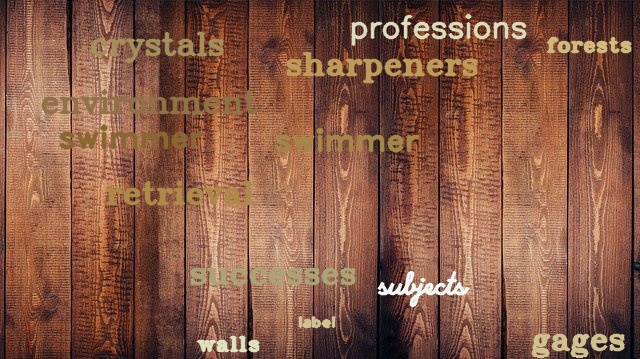 professions
crystals
forests
sharpeners
environment
swimmer
swimmer
retrieval
successes
subjects
label
walls
gages